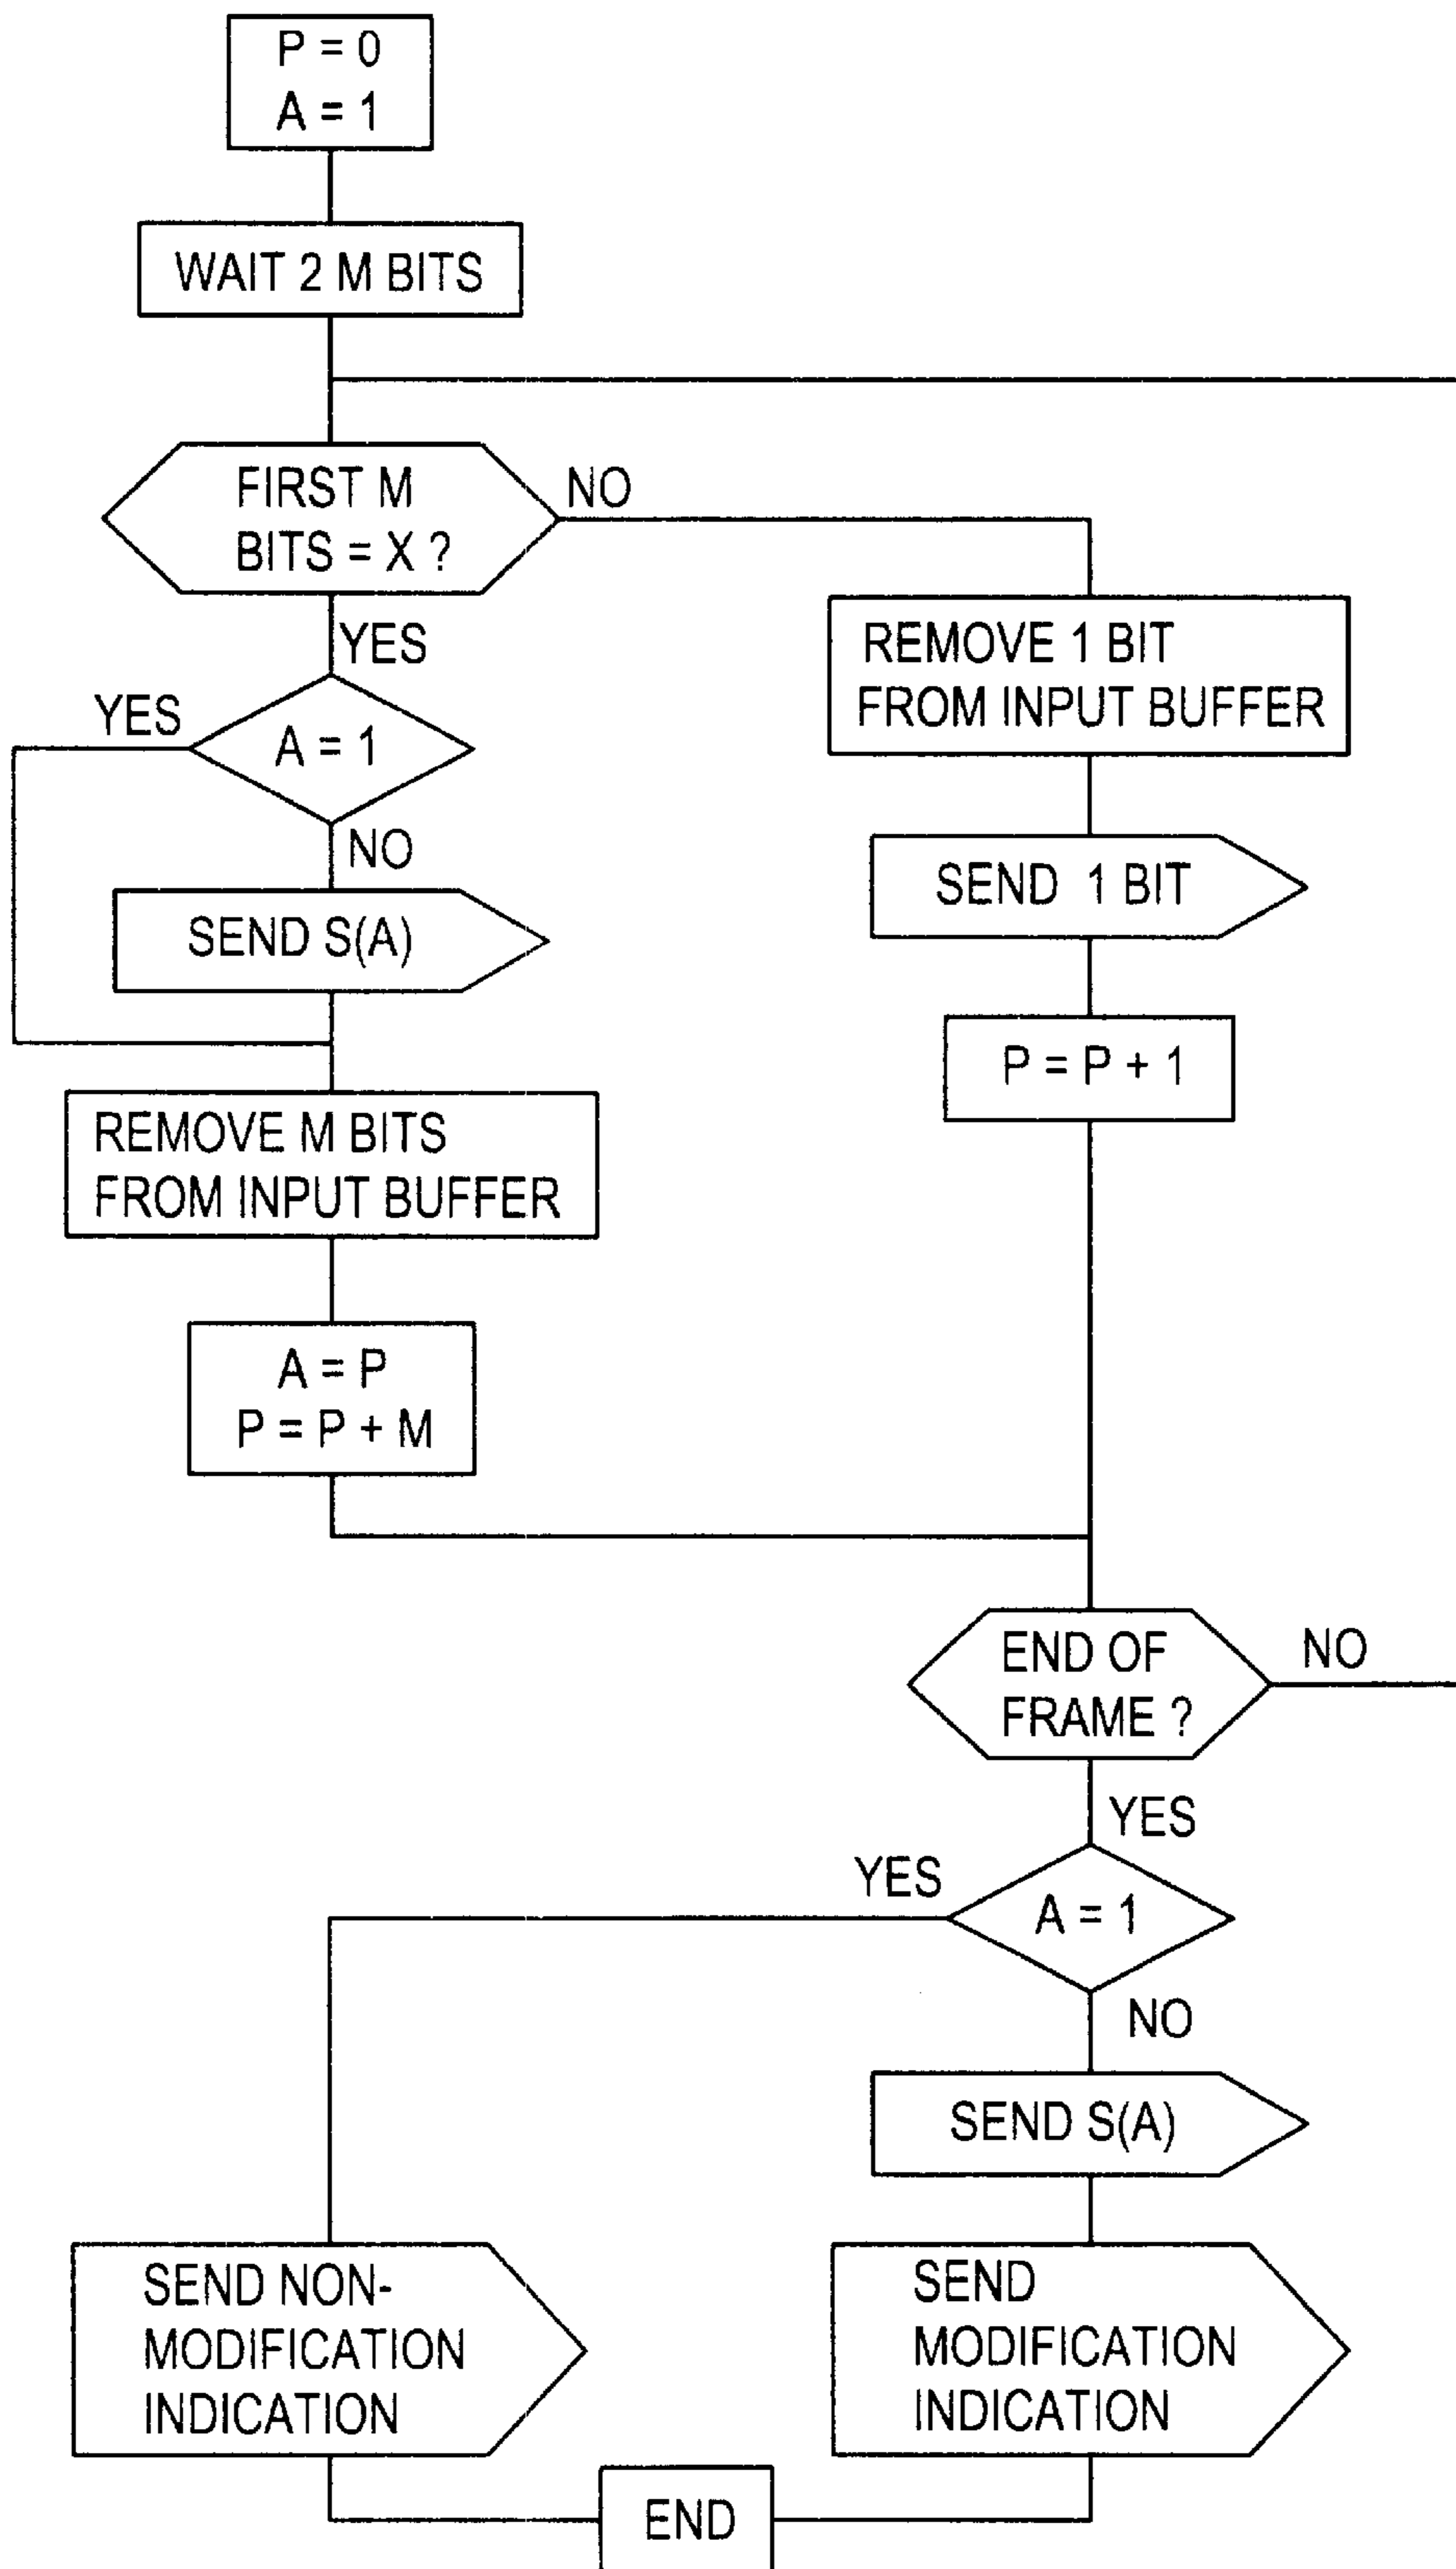 P = 0
A = 1
WAIT 2 M BITS
FIRST M
BITS = X ?
NO
YES
YES
A = 1
NO
SEND S(A)
REMOVE M BITS
FROM INPUT BUFFER
A = P
P = P + M
REMOVE 1 BIT
FROM INPUT BUFFER
SEND 1 BIT
P = P + 1
END OF
FRAME ?
NO
YES
YES
A = 1
NO
SEND S(A)
SEND NON-
MODIFICATION
INDICATION
SEND
MODIFICATION
INDICATION
END